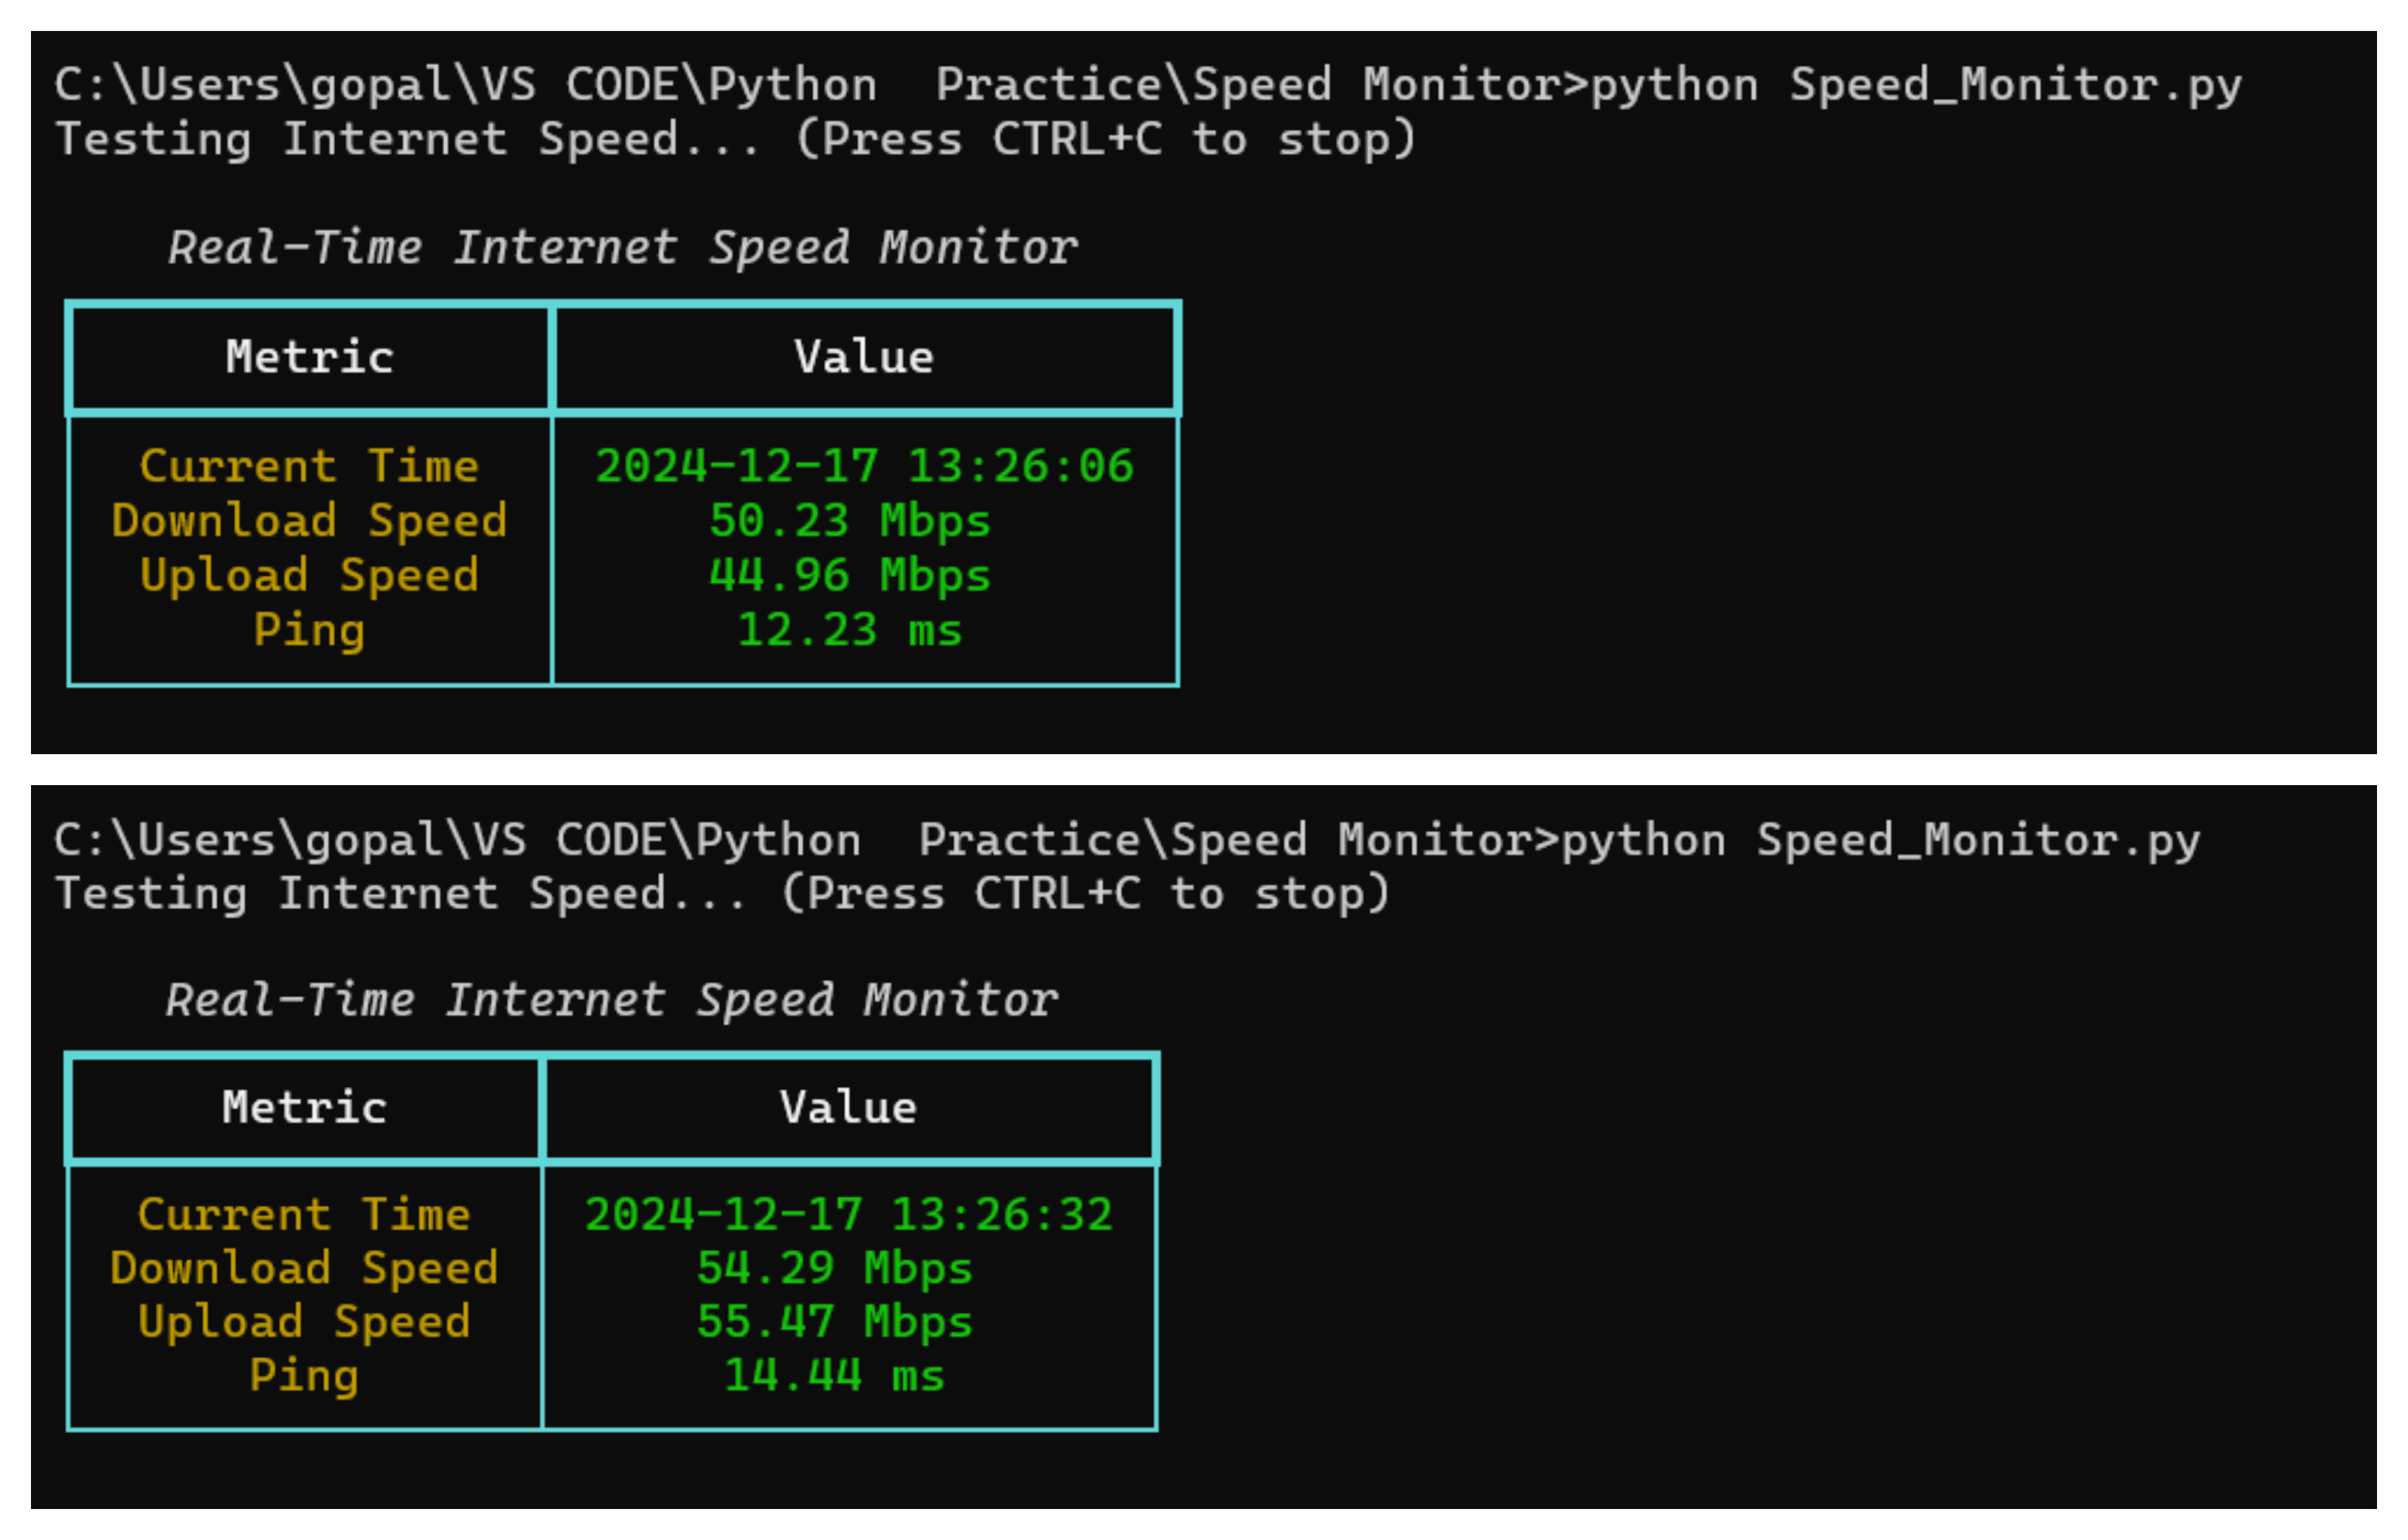 C:\Users\gopal\VS CODE\Python  Practice\Speed Monitor>python Speed_Monitor.py
Testing Internet Speed... (Press CTRL+C to stop)
Real-Time Internet Speed Monitor
Metric Value
Current Time 2024-12-17 13:26:06
Download Speed 50.23 Mbps
Upload Speed 44.96 Mbps
Ping 12.23 ms
C:\Users\gopal\VS CODE\Python  Practice\Speed Monitor>python Speed_Monitor.py
Testing Internet Speed... (Press CTRL+C to stop)
Real-Time Internet Speed Monitor
Metric Value
Current Time 2024-12-17 13:26:32
Download Speed 54.29 Mbps
Upload Speed 55.47 Mbps
Ping 14.44 ms